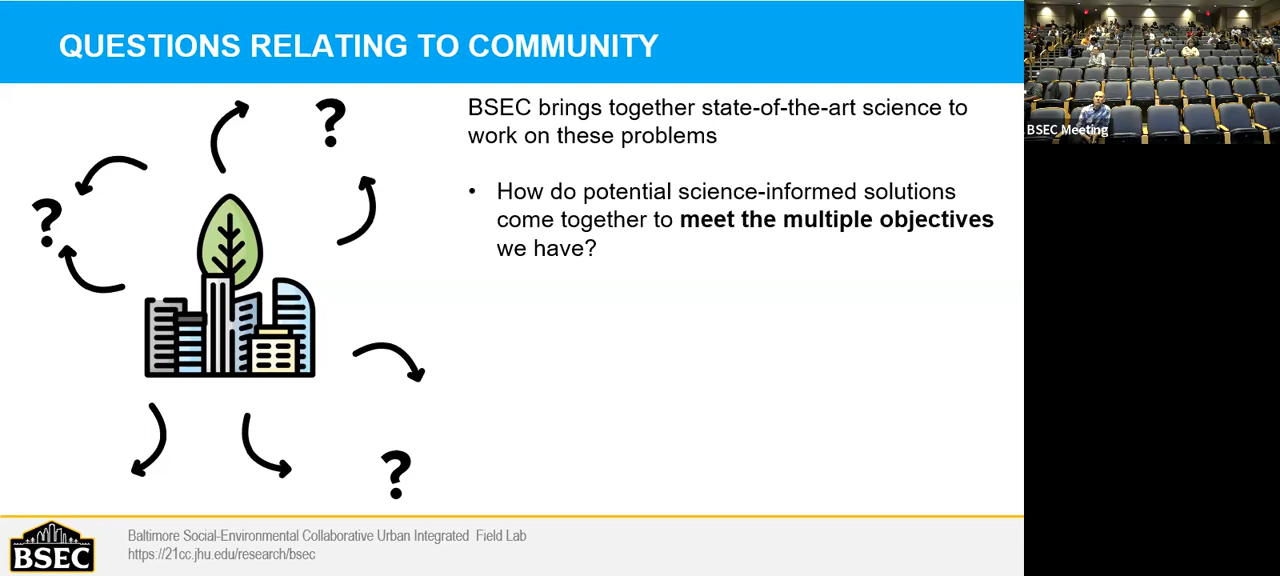 QUESTIONS RELATING TO COMMUNITY
BSEC Meeting
?
?
BSEC brings together state-of-the-art science to
work on these problems
• How do potential science-informed solutions
come together to meet the multiple objectives
we have?
?
BSEC
Baltimore Social-Environmental Collaborative Urban Integrated Field Lab
https://21cc.jhu.edu/research/bsec